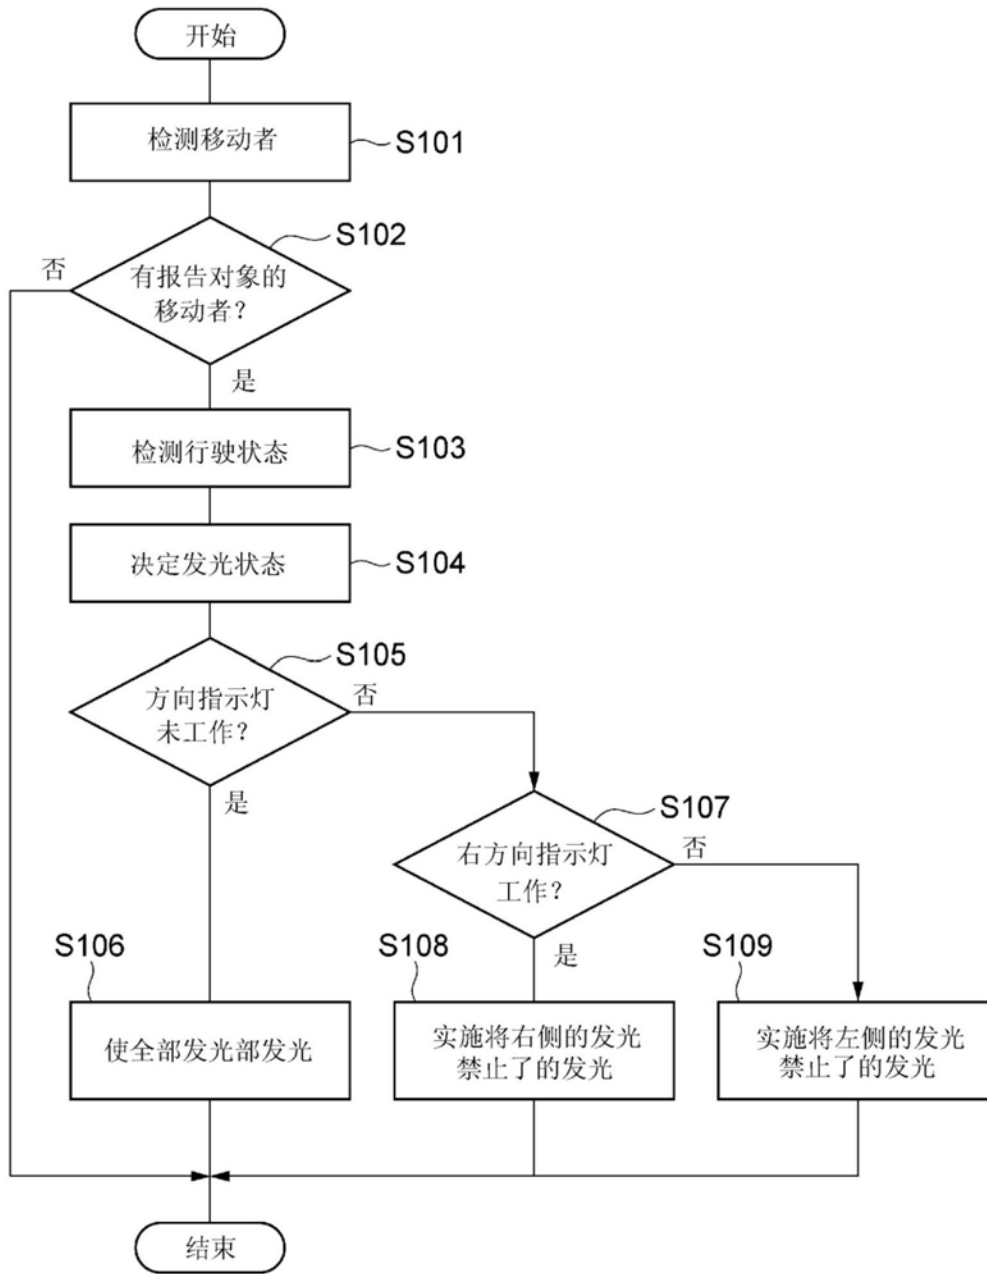 开始
检测移动者
S101
S102
否
有报告对象的
移动者?
是
检测行驶状态
S103
决定发光状态
S104
S105
方向指示灯
未工作?
否
是
S107
右方向指示灯
工作?
否
是
S106
S108
S109
使全部发光部发光
实施将右侧的发光
禁止了的发光
实施将左侧的发光
禁止了的发光
结束